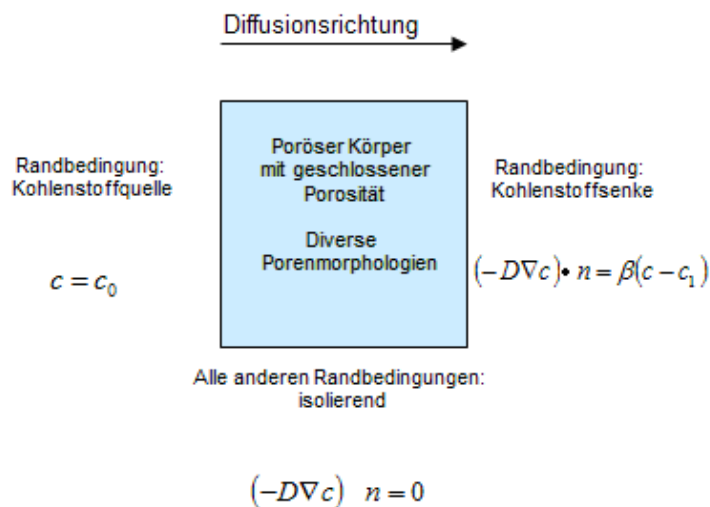 Diffusionsrichtung
Poröser Körper
mit geschlossener
Porosität
Diverse
Porenmorphologien
Randbedingung:
Kohlenstoffquelle
c = c₀
Randbedingung:
Kohlenstoffsenke
(−D∇c)• n = β(c − c₁)
Alle anderen Randbedingungen:
isolierend
(−D∇c) n = 0